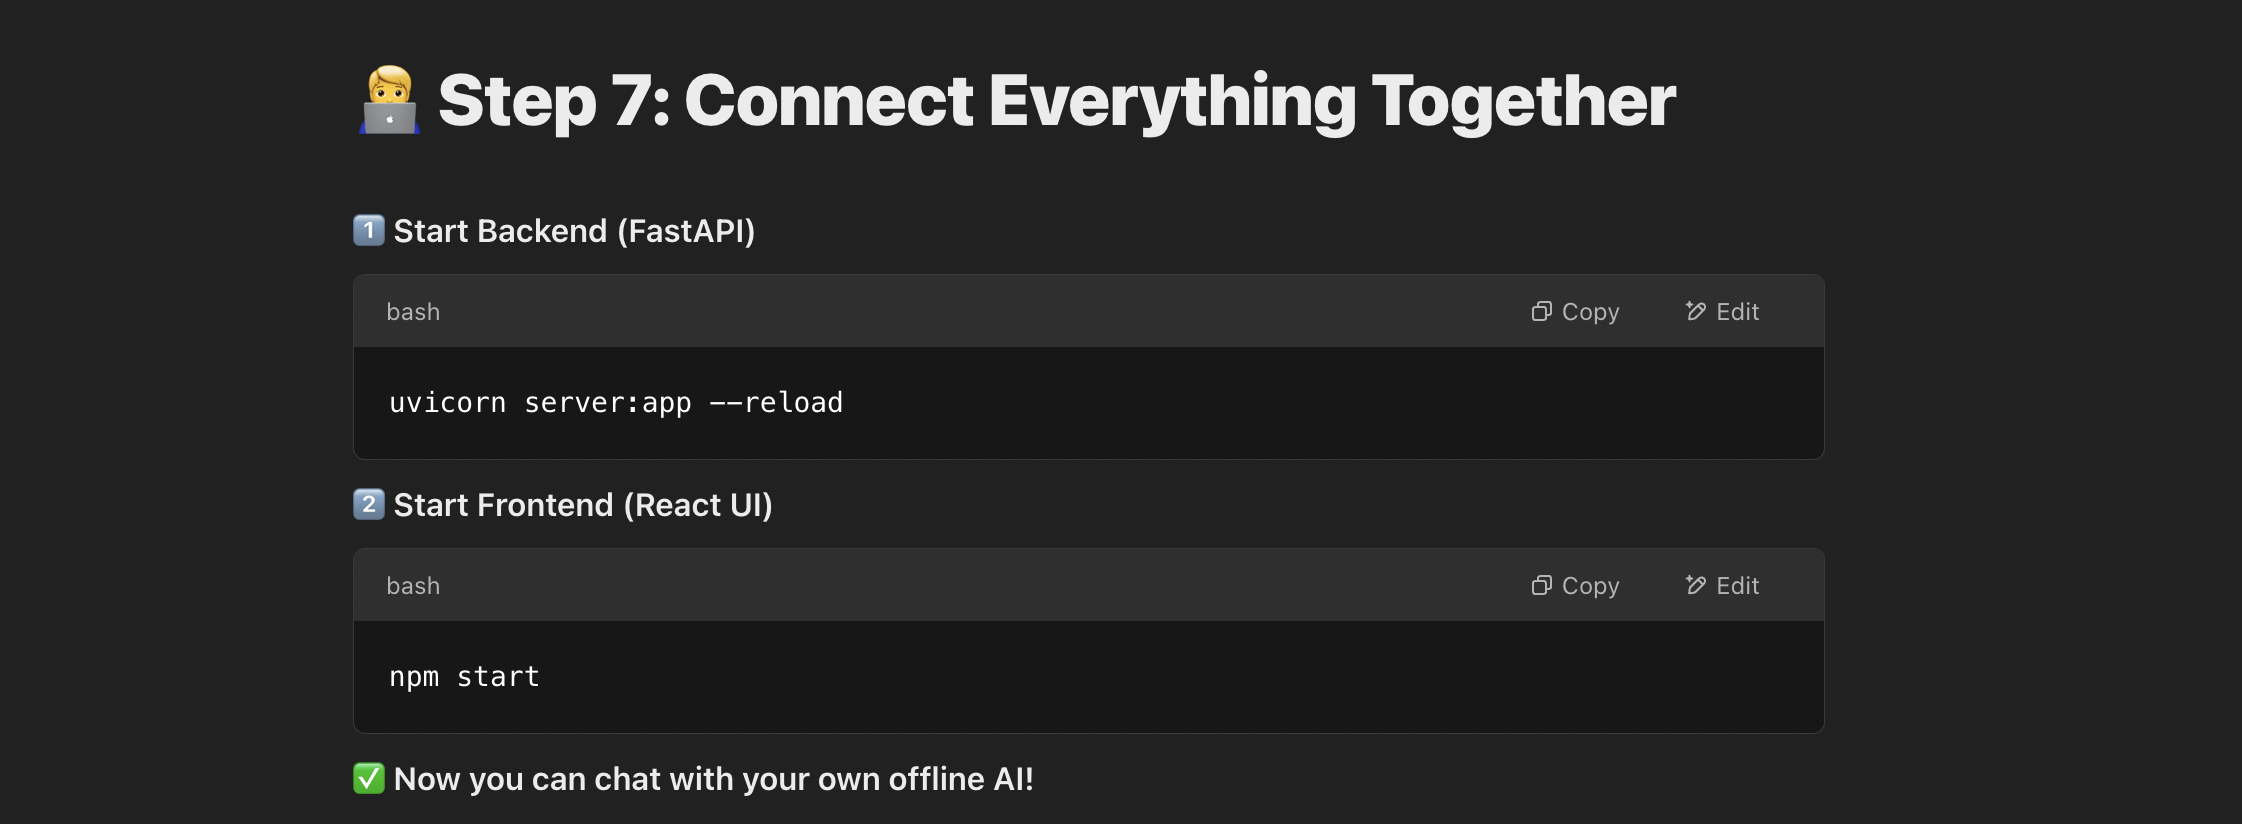 🧑‍💻 Step 7: Connect Everything Together
1️⃣ Start Backend (FastAPI)
bash
Copy
Edit
uvicorn server:app --reload
2️⃣ Start Frontend (React UI)
bash
Copy
Edit
npm start
✅ Now you can chat with your own offline AI!